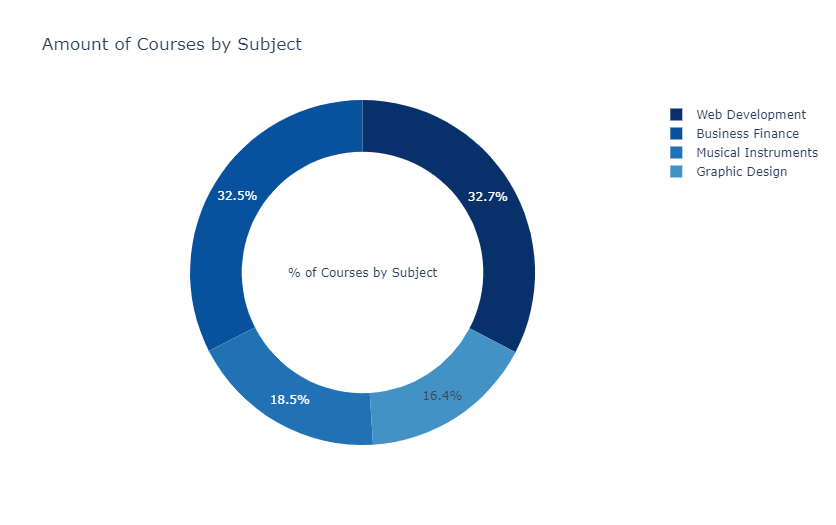 Amount of Courses by Subject
Web Development
Business Finance
Musical Instruments
Graphic Design
32.5%
32.7%
% of Courses by Subject
18.5%
16.4%